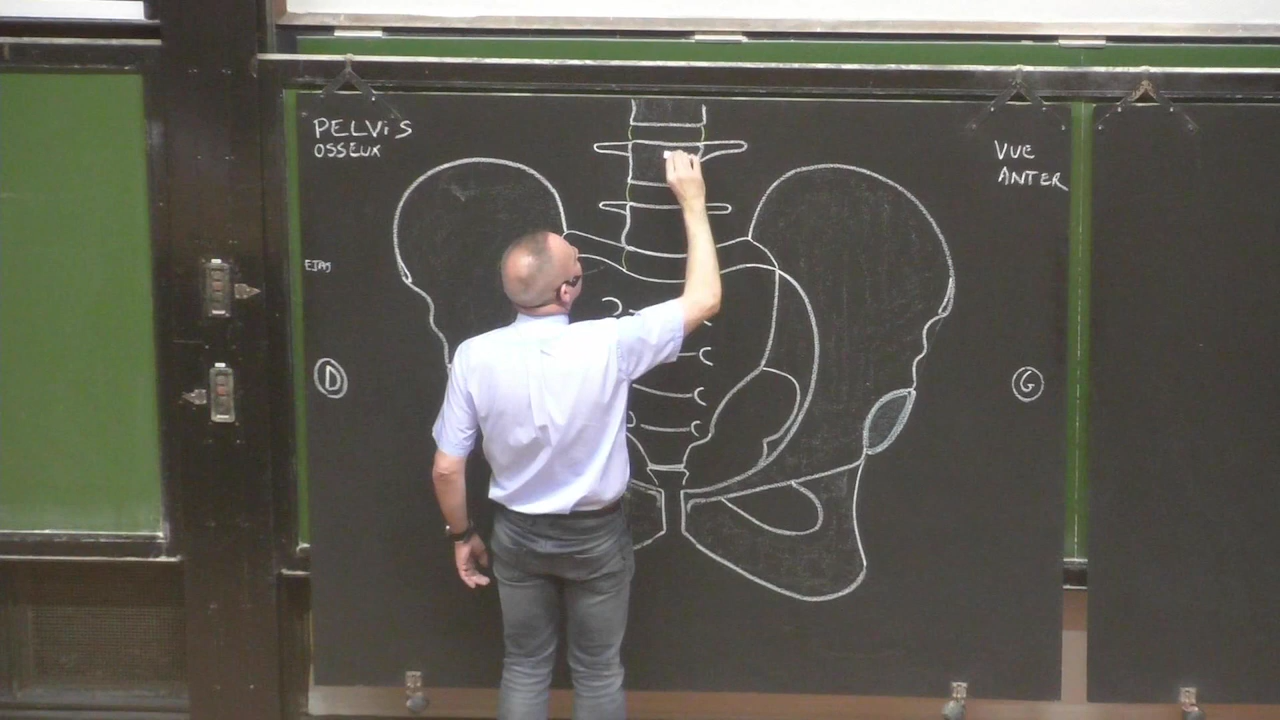 PELViS
OSSEUX
VUE
ANTER
D
G